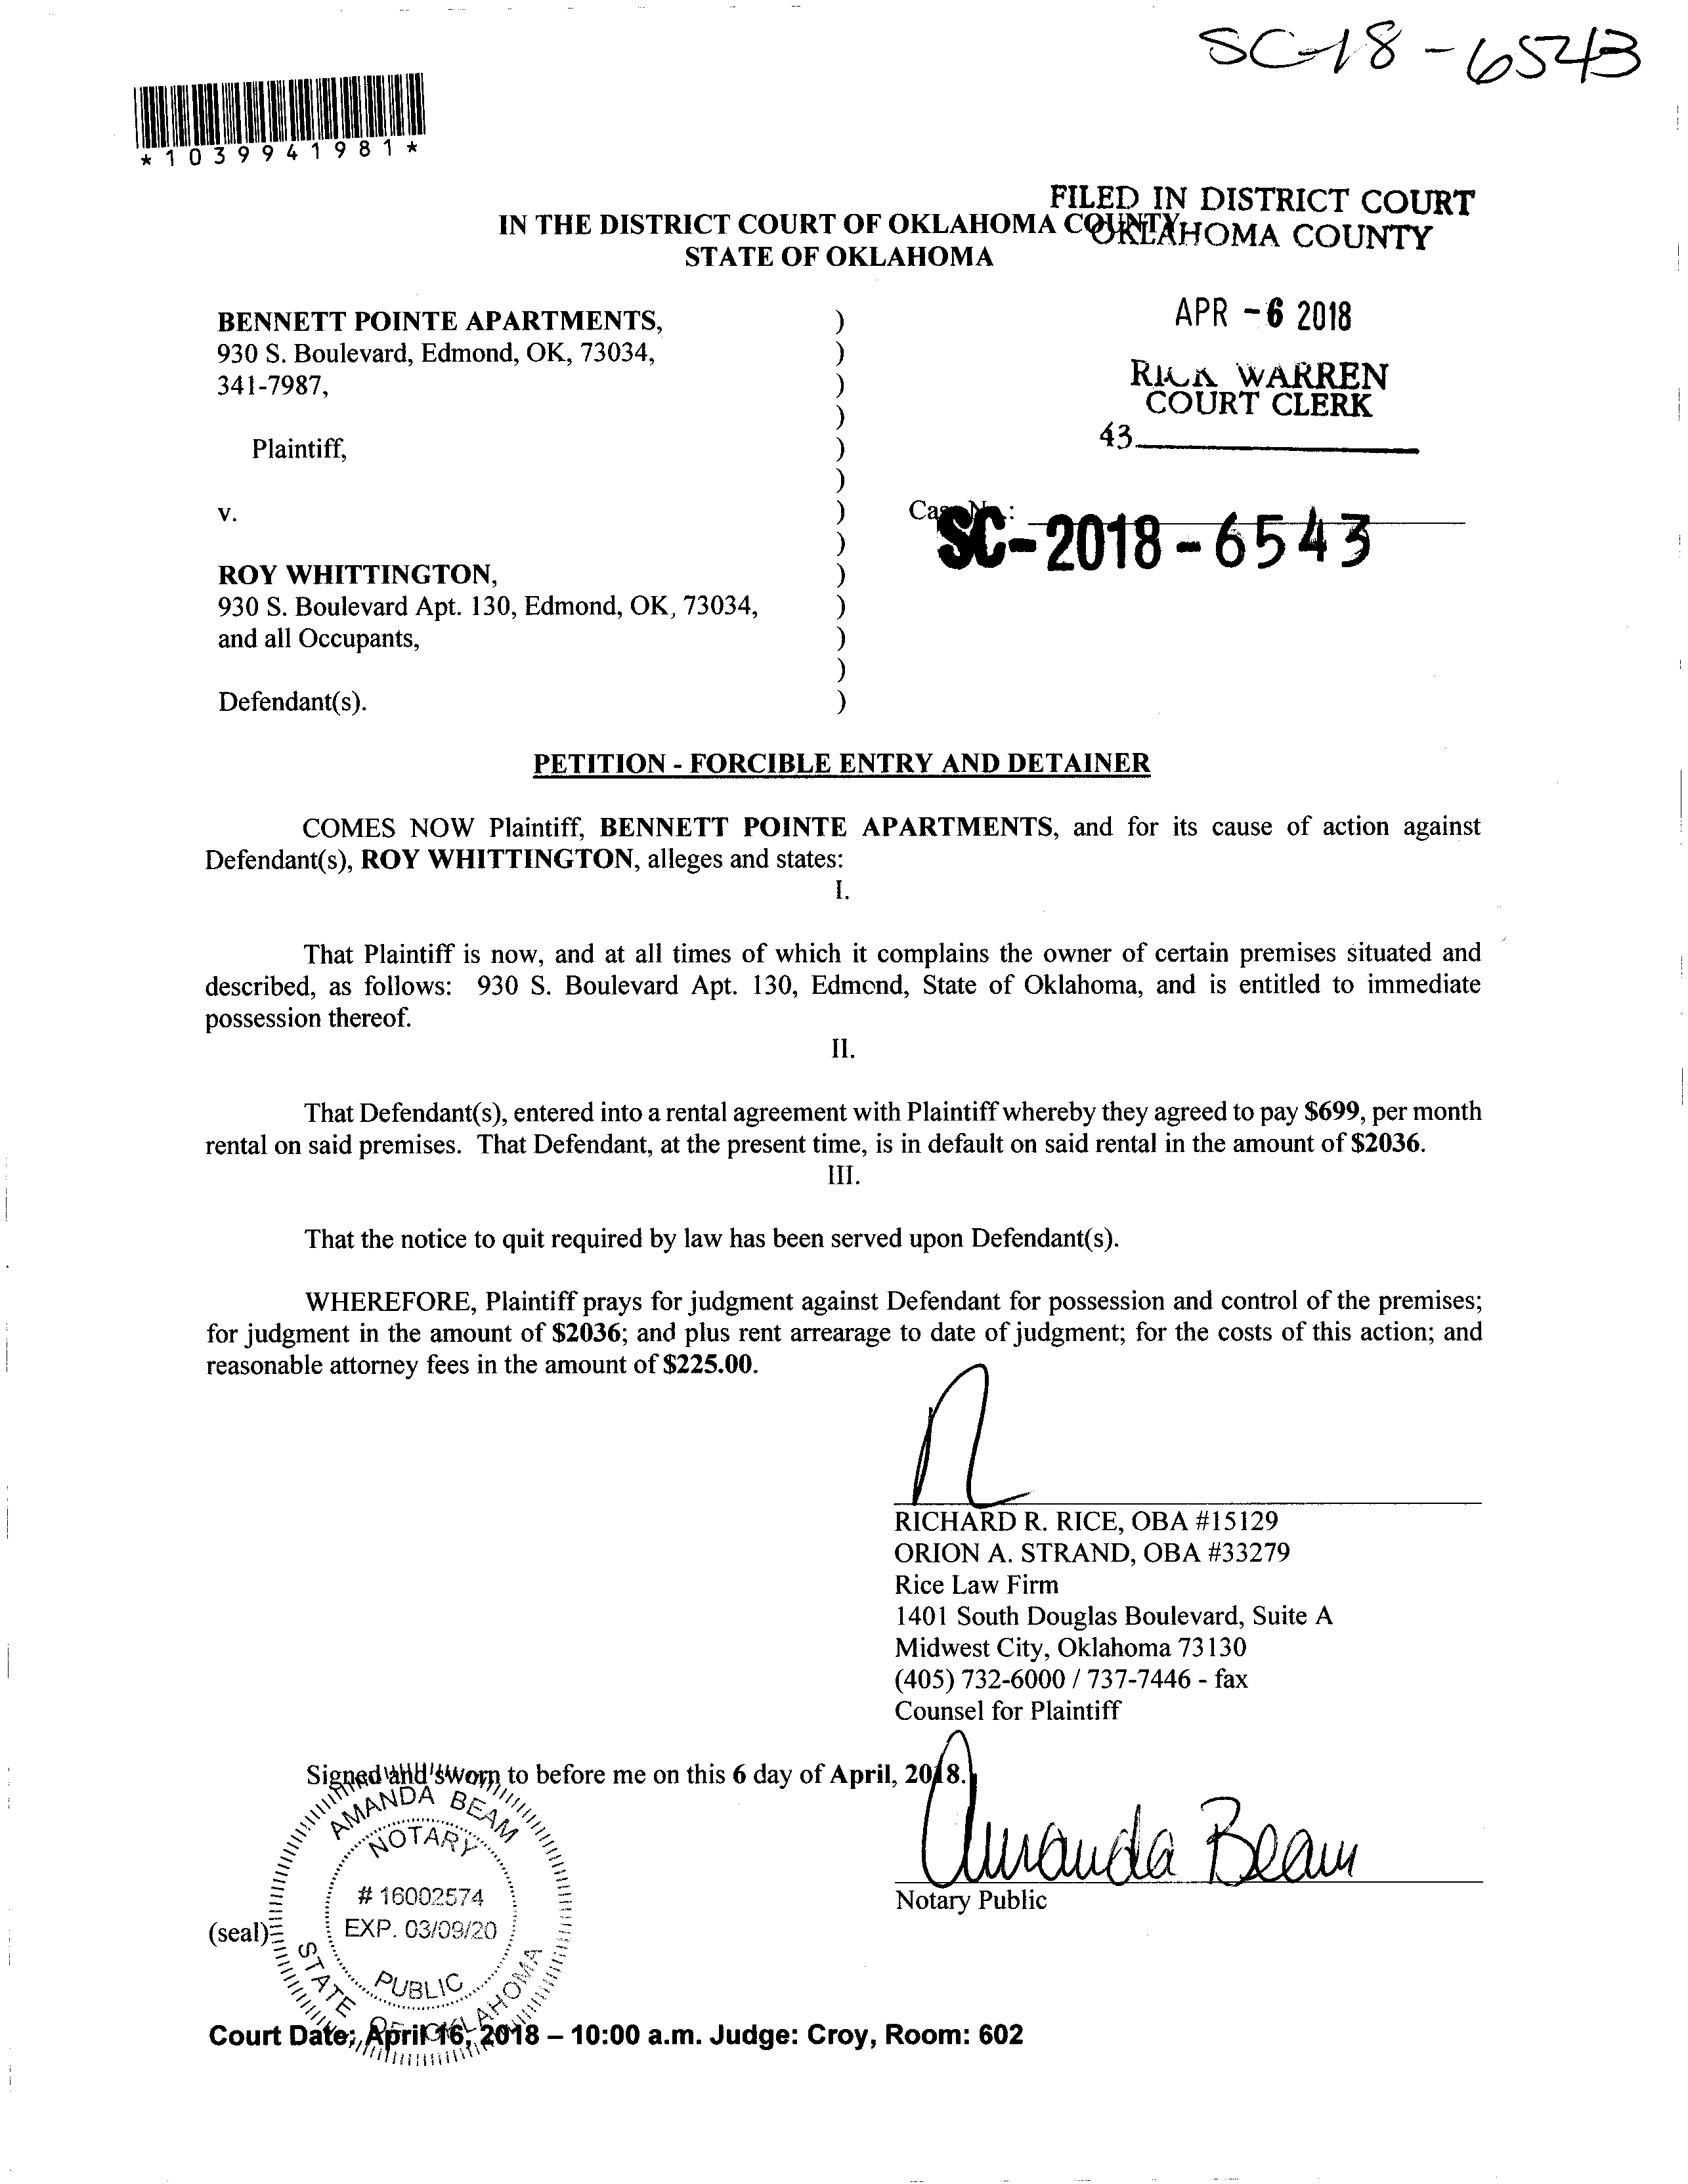 SC-18-6543
*1039941981*
FILED IN DISTRICT COURT
OKLAHOMA COUNTY
IN THE DISTRICT COURT OF OKLAHOMA COUNTY
STATE OF OKLAHOMA
APR -6 2018
RICK WARREN
COURT CLERK
43
BENNETT POINTE APARTMENTS, )
930 S. Boulevard, Edmond, OK, 73034, )
341-7987, )
)
Plaintiff, )
)
v. ) Case No.:
SC-2018-6543
)
ROY WHITTINGTON, )
930 S. Boulevard Apt. 130, Edmond, OK, 73034, )
and all Occupants, )
)
Defendant(s). )
PETITION - FORCIBLE ENTRY AND DETAINER
COMES NOW Plaintiff, BENNETT POINTE APARTMENTS, and for its cause of action against
Defendant(s), ROY WHITTINGTON, alleges and states:
I.
That Plaintiff is now, and at all times of which it complains the owner of certain premises situated and
described, as follows: 930 S. Boulevard Apt. 130, Edmond, State of Oklahoma, and is entitled to immediate
possession thereof.
II.
That Defendant(s), entered into a rental agreement with Plaintiff whereby they agreed to pay $699, per month
rental on said premises. That Defendant, at the present time, is in default on said rental in the amount of $2036.
III.
That the notice to quit required by law has been served upon Defendant(s).
WHEREFORE, Plaintiff prays for judgment against Defendant for possession and control of the premises;
for judgment in the amount of $2036; and plus rent arrearage to date of judgment; for the costs of this action; and
reasonable attorney fees in the amount of $225.00.
RICHARD R. RICE, OBA #15129
ORION A. STRAND, OBA #33279
Rice Law Firm
1401 South Douglas Boulevard, Suite A
Midwest City, Oklahoma 73130
(405) 732-6000 / 737-7446 - fax
Counsel for Plaintiff
Signed and sworn to before me on this 6 day of April, 2018.
Amanda Beam
Notary Public
(seal)
AMANDA BEAM
NOTARY
# 16002574
EXP. 03/09/20
PUBLIC
STATE OF OKLAHOMA
Court Date: April 16, 2018 – 10:00 a.m. Judge: Croy, Room: 602